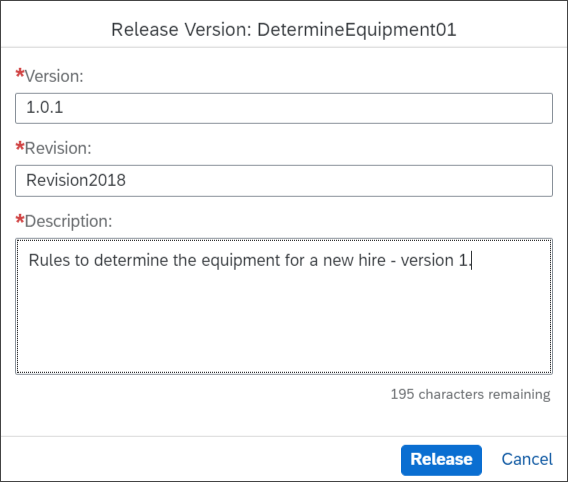 Release Version: DetermineEquipment01
*Version:
1.0.1
*Revision:
Revision2018
*Description:
Rules to determine the equipment for a new hire - version 1.
195 characters remaining
Release Cancel